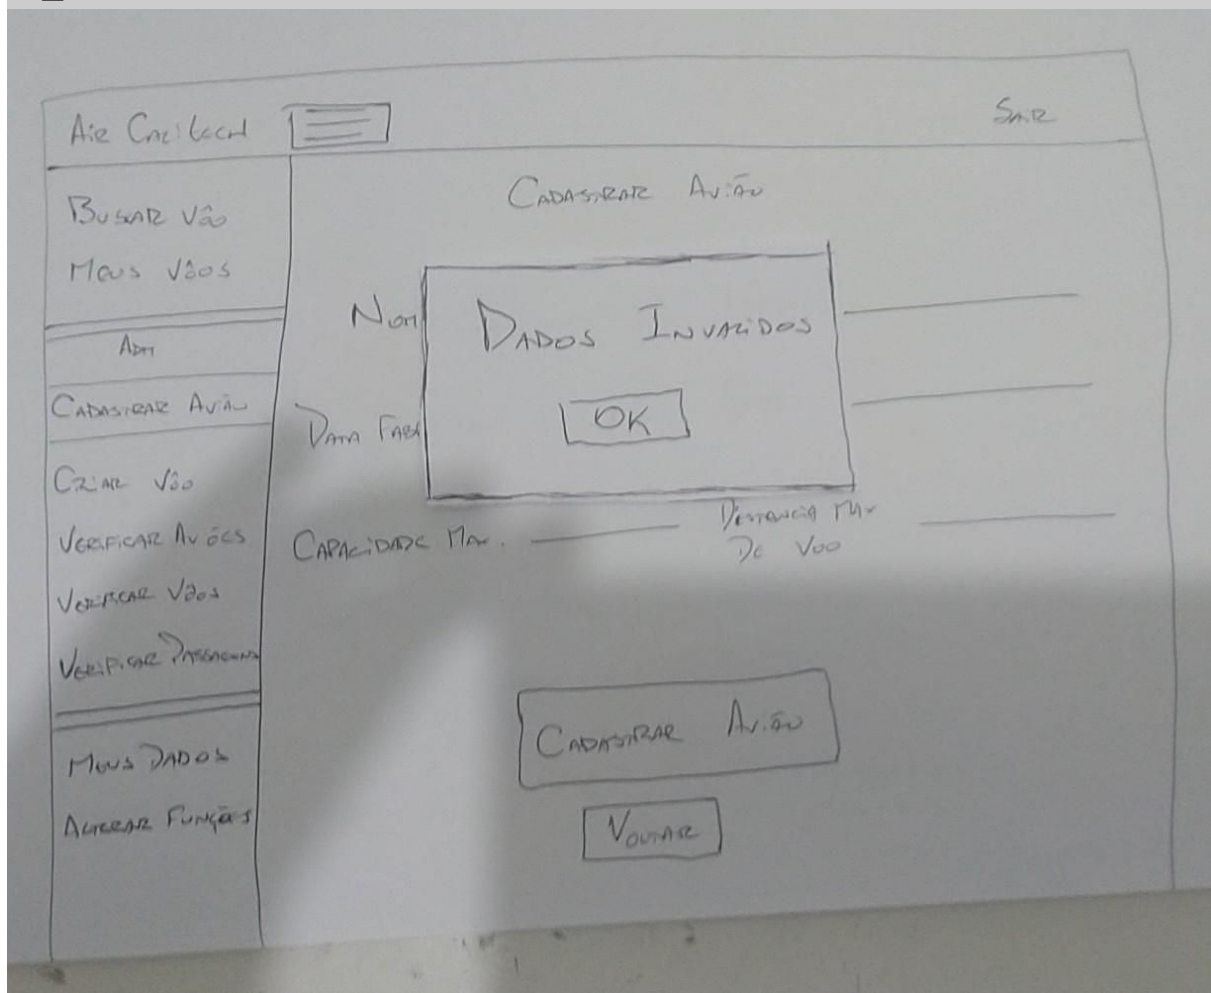 Air
SAIR
BUSCAR VÔO
MEUS VÔOS
ADM
CADASTRAR AVIÃO
CRIAR VÔO
VERIFICAR AVIÕES
VERIFICAR VÔOS
VERIFICAR PASSAGENS
MEUS DADOS
ALTERAR FUNÇÕES
CADASTRAR AVIÃO
NOM
DADOS INVALIDOS
OK
DATA FAB
CAPACIDADE MAX.
DISTANCIA MAX
DE VOO
CADASTRAR AVIÃO
VOLTAR